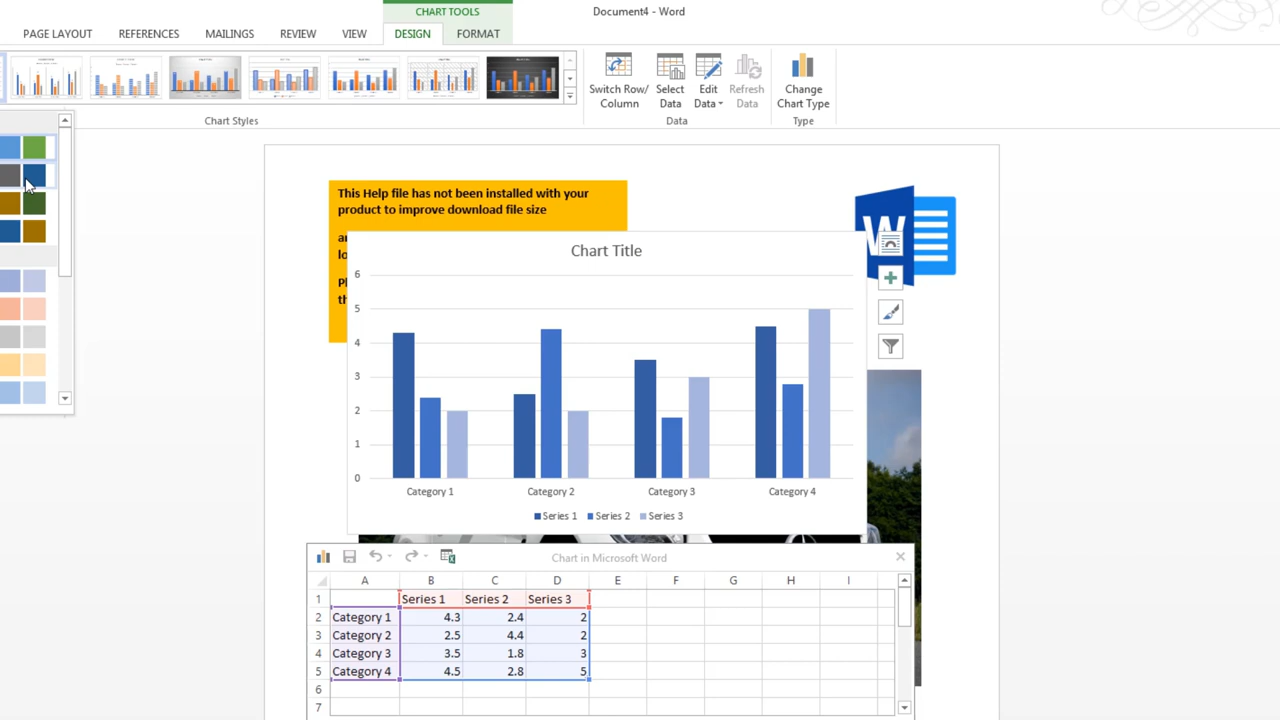 CHART TOOLS
Document4 - Word
PAGE LAYOUT
REFERENCES
MAILINGS
REVIEW
VIEW
DESIGN
FORMAT
Switch Row/
Column
Select
Data
Edit
Data
Refresh
Data
Change
Chart Type
Chart Styles
Data
Type
This Help file has not been installed with your
product to improve download file size
W
Chart Title
6
5
4
3
2
1
0
Category 1
Category 2
Category 3
Category 4
Series 1
Series 2
Series 3
Chart in Microsoft Word
A B C D E F G H I
1 Series 1 Series 2 Series 3
2 Category 1 4.3 2.4 2
3 Category 2 2.5 4.4 2
4 Category 3 3.5 1.8 3
5 Category 4 4.5 2.8 5
6
7